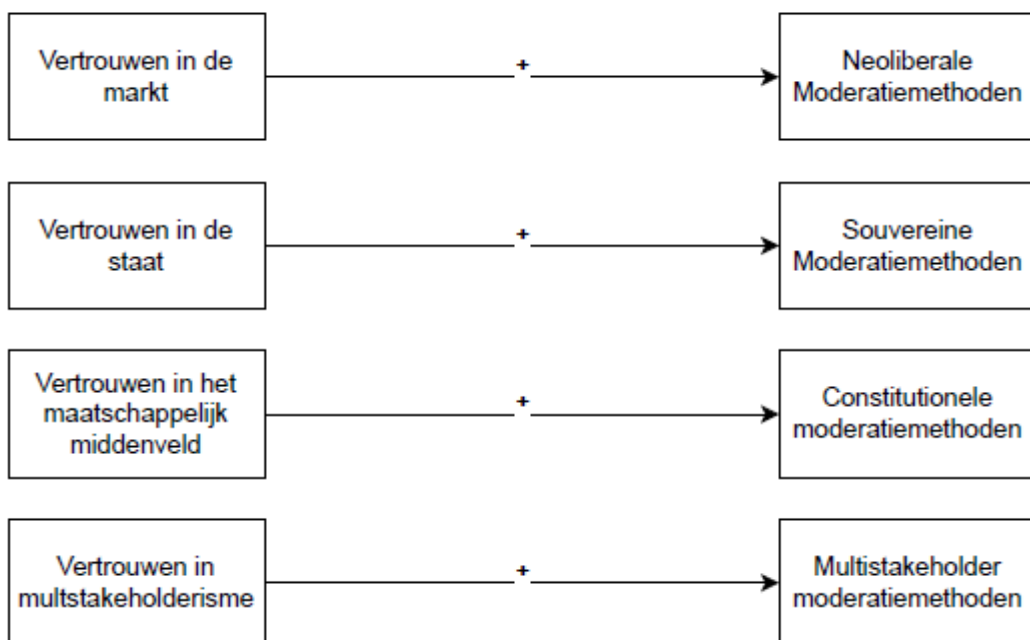 Vertrouwen in de
markt
+
Neoliberale
Moderatiemethoden
Vertrouwen in de
staat
+
Souvereine
Moderatiemethoden
Vertrouwen in het
maatschappelijk
middenveld
+
Constitutionele
moderatiemethoden
Vertrouwen in
multstakeholderisme
+
Multistakeholder
moderatiemethoden